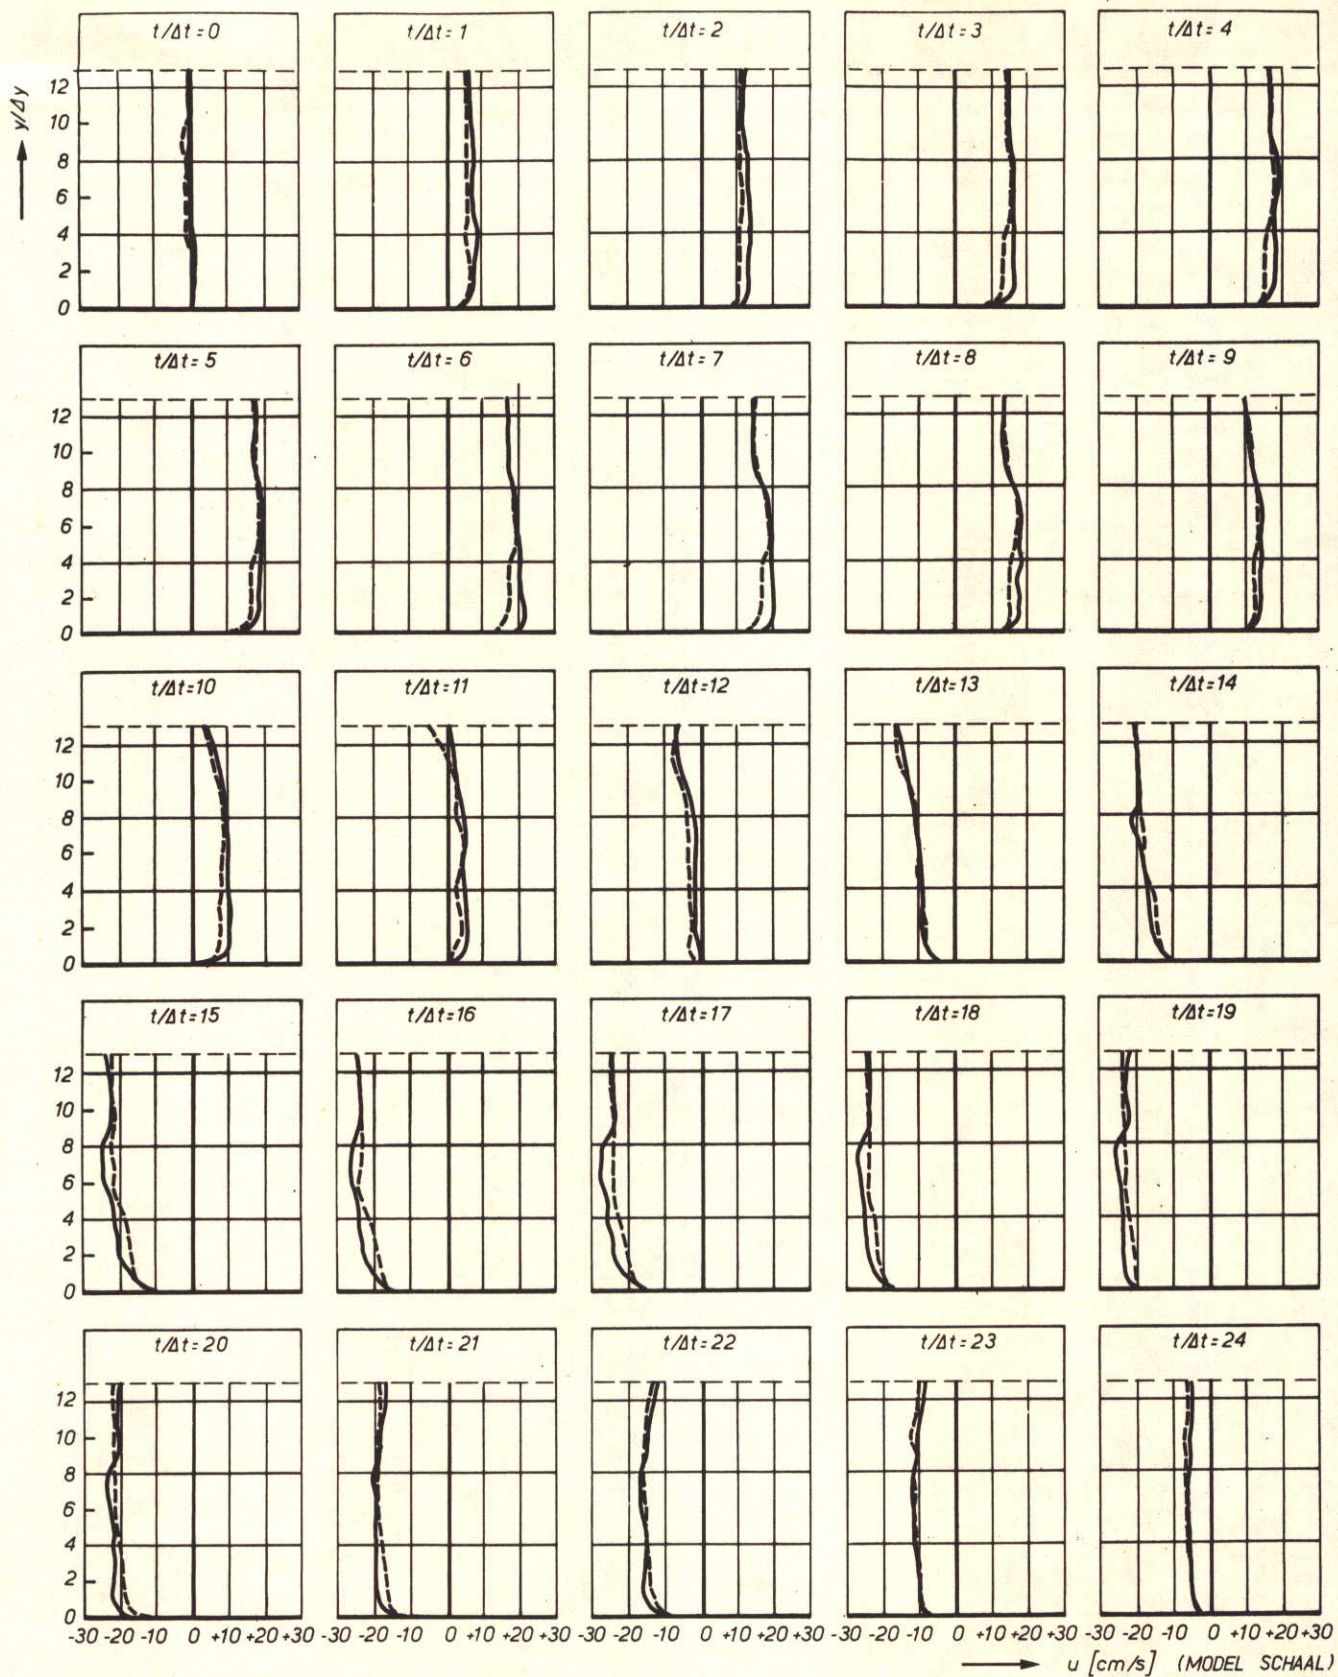 t/Δt = 0
t/Δt = 1
t/Δt = 2
t/Δt = 3
t/Δt = 4
y/Δy
12
10
8
6
4
2
0
t/Δt = 5
t/Δt = 6
t/Δt = 7
t/Δt = 8
t/Δt = 9
12
10
8
6
4
2
0
t/Δt = 10
t/Δt = 11
t/Δt = 12
t/Δt = 13
t/Δt = 14
12
10
8
6
4
2
0
t/Δt = 15
t/Δt = 16
t/Δt = 17
t/Δt = 18
t/Δt = 19
12
10
8
6
4
2
0
t/Δt = 20
t/Δt = 21
t/Δt = 22
t/Δt = 23
t/Δt = 24
12
10
8
6
4
2
0
-30 -20 -10 0 +10 +20 +30
-30 -20 -10 0 +10 +20 +30
-30 -20 -10 0 +10 +20 +30
-30 -20 -10 0 +10 +20 +30
-30 -20 -10 0 +10 +20 +30
u [cm/s] (MODEL SCHAAL)